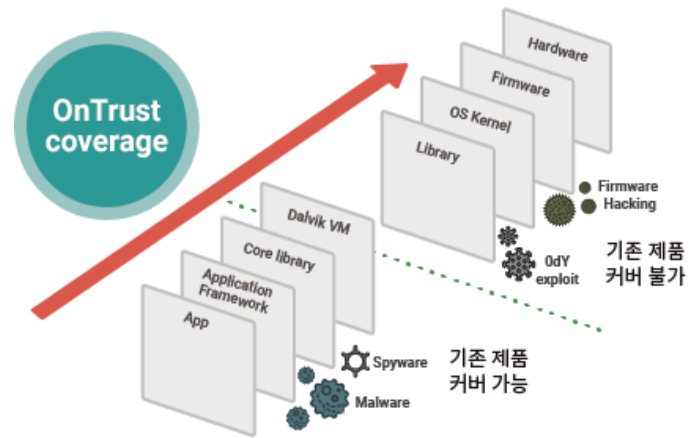 OnTrust
coverage
Hardware
Firmware
OS Kernel
Library
Firmware
Hacking
0dY
exploit
기존 제품
커버 불가
Dalvik VM
Core library
Application
Framework
App
Spyware
Malware
기존 제품
커버 가능